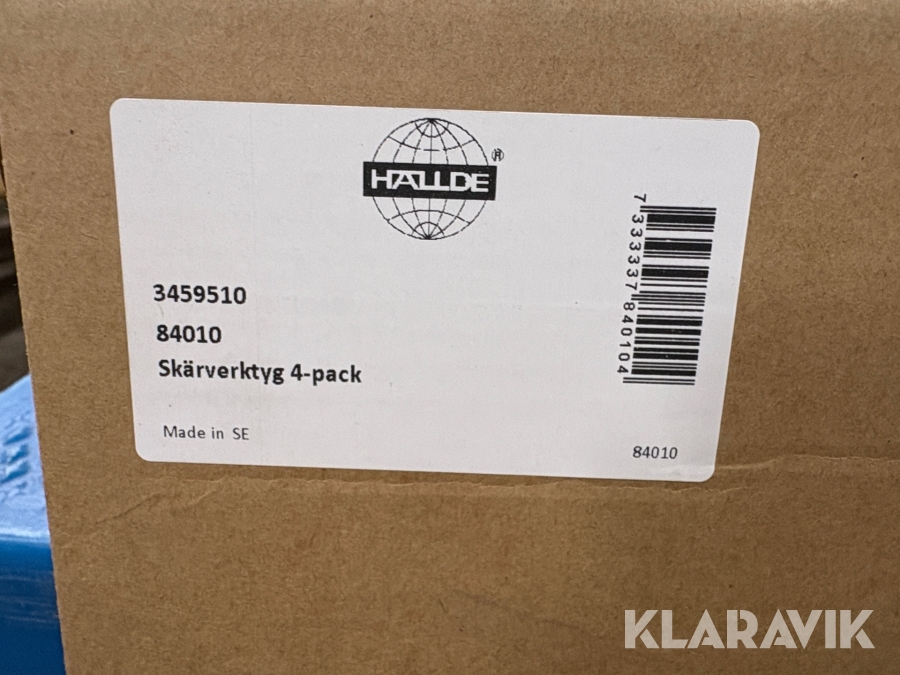 HALLDE
®
3459510
84010
Skärverktyg 4-pack
Made in SE
7 333337 840104
84010
KLARAVIK